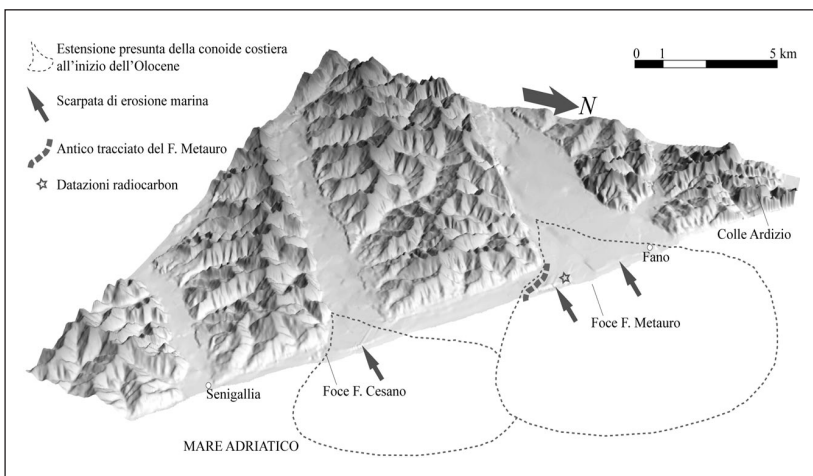 Estensione presunta della conoide costiera
all'inizio dell'Olocene
Scarpata di erosione marina
Antico tracciato del F. Metauro
Datazioni radiocarbon
0 1 5 km
N
Colle Ardizio
Fano
Foce F. Metauro
Foce F. Cesano
Senigallia
MARE ADRIATICO